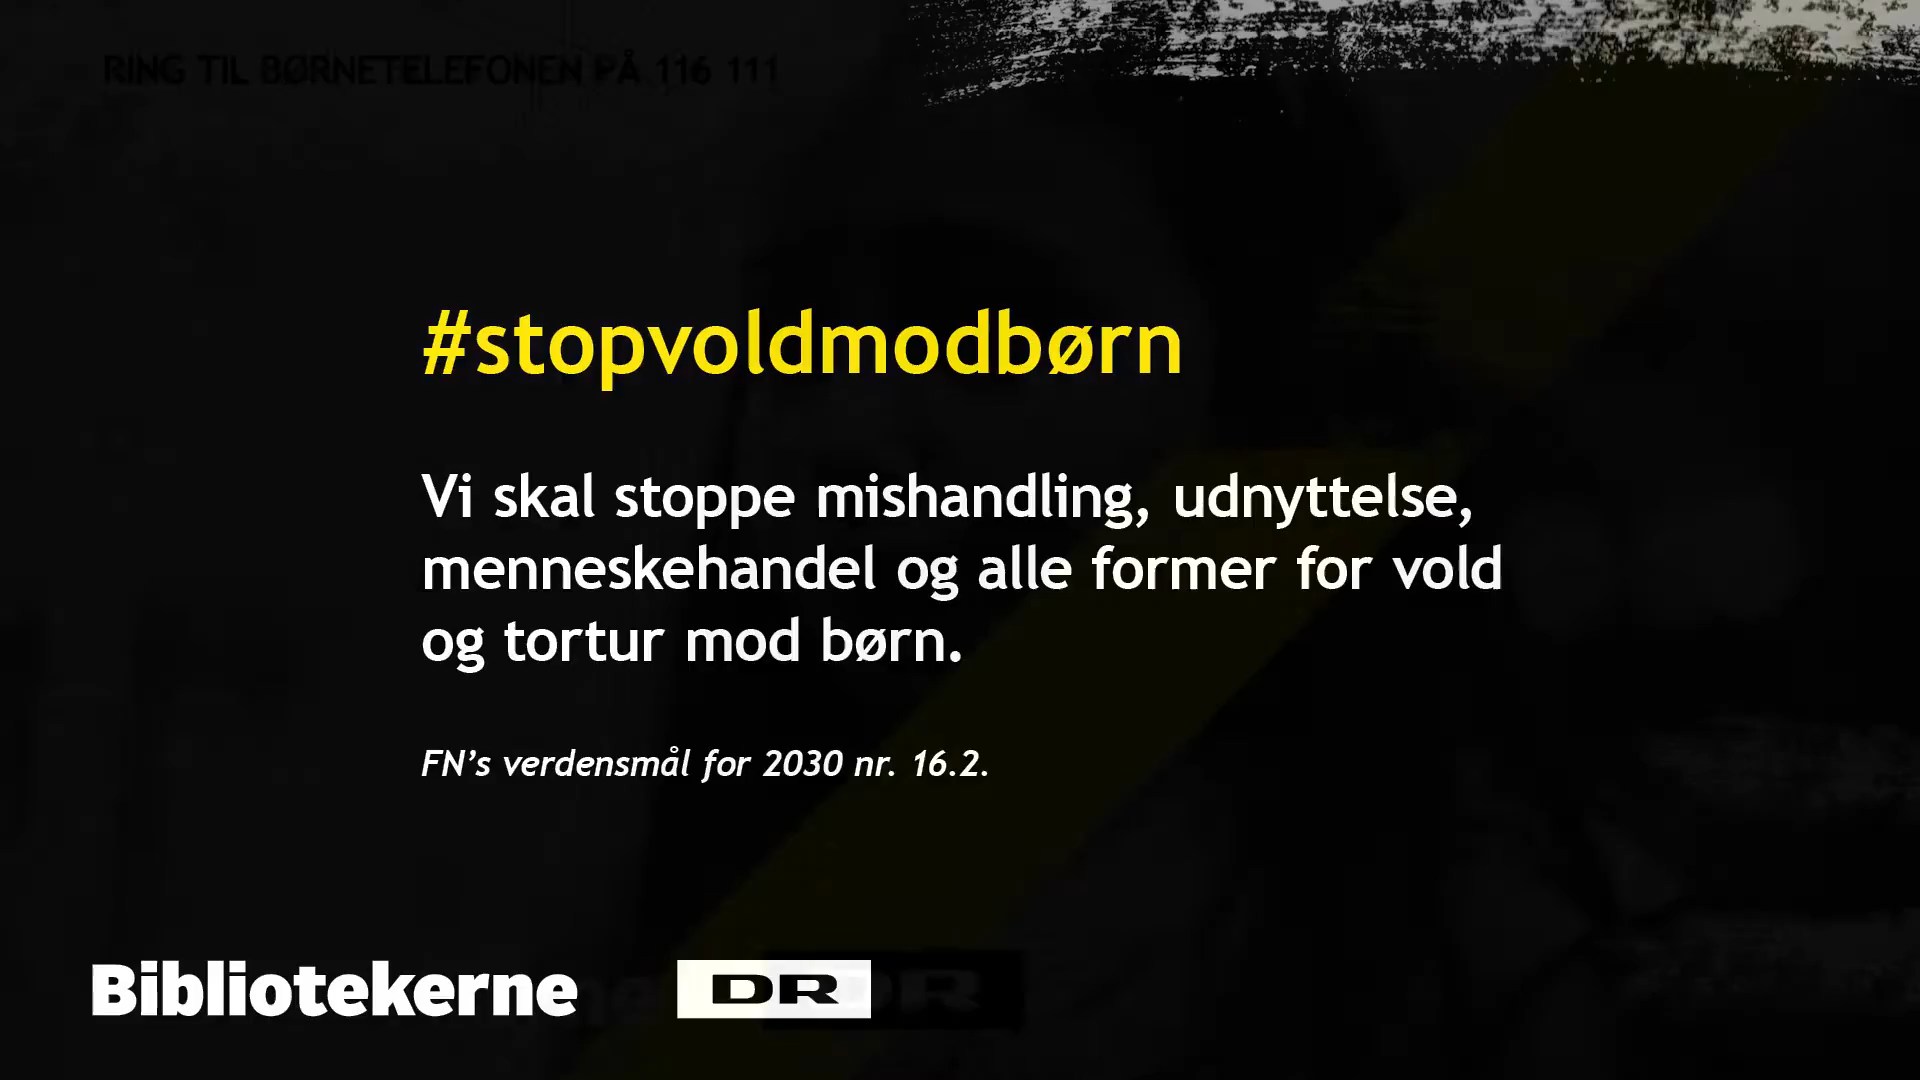 RING TIL BØRNETELEFONEN PÅ 116 111
#stopvoldmodbørn
Vi skal stoppe mishandling, udnyttelse,
menneskehandel og alle former for vold
og tortur mod børn.
FN’s verdensmål for 2030 nr. 16.2.
Bibliotekerne
DR
DR